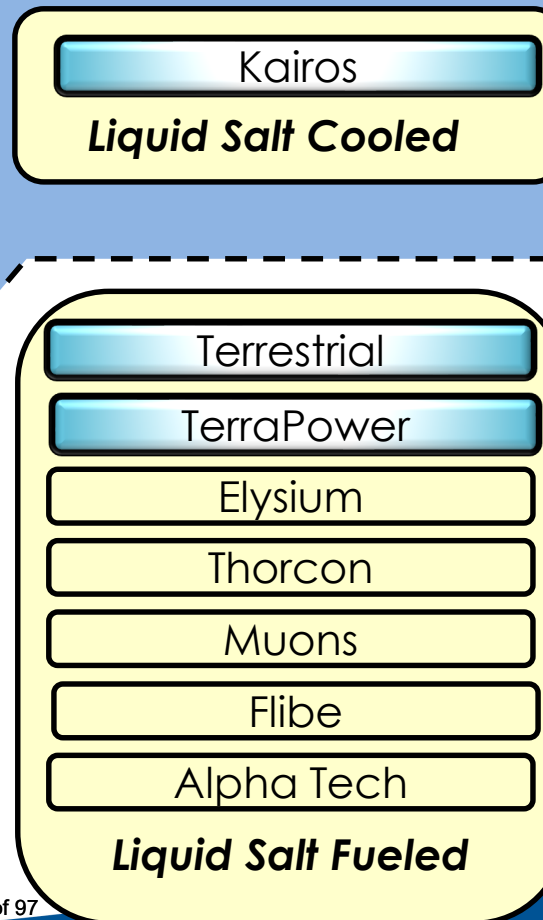 Kairos
Liquid Salt Cooled
Terrestrial
TerraPower
Elysium
Thorcon
Muons
Flibe
Alpha Tech
Liquid Salt Fueled
of 97